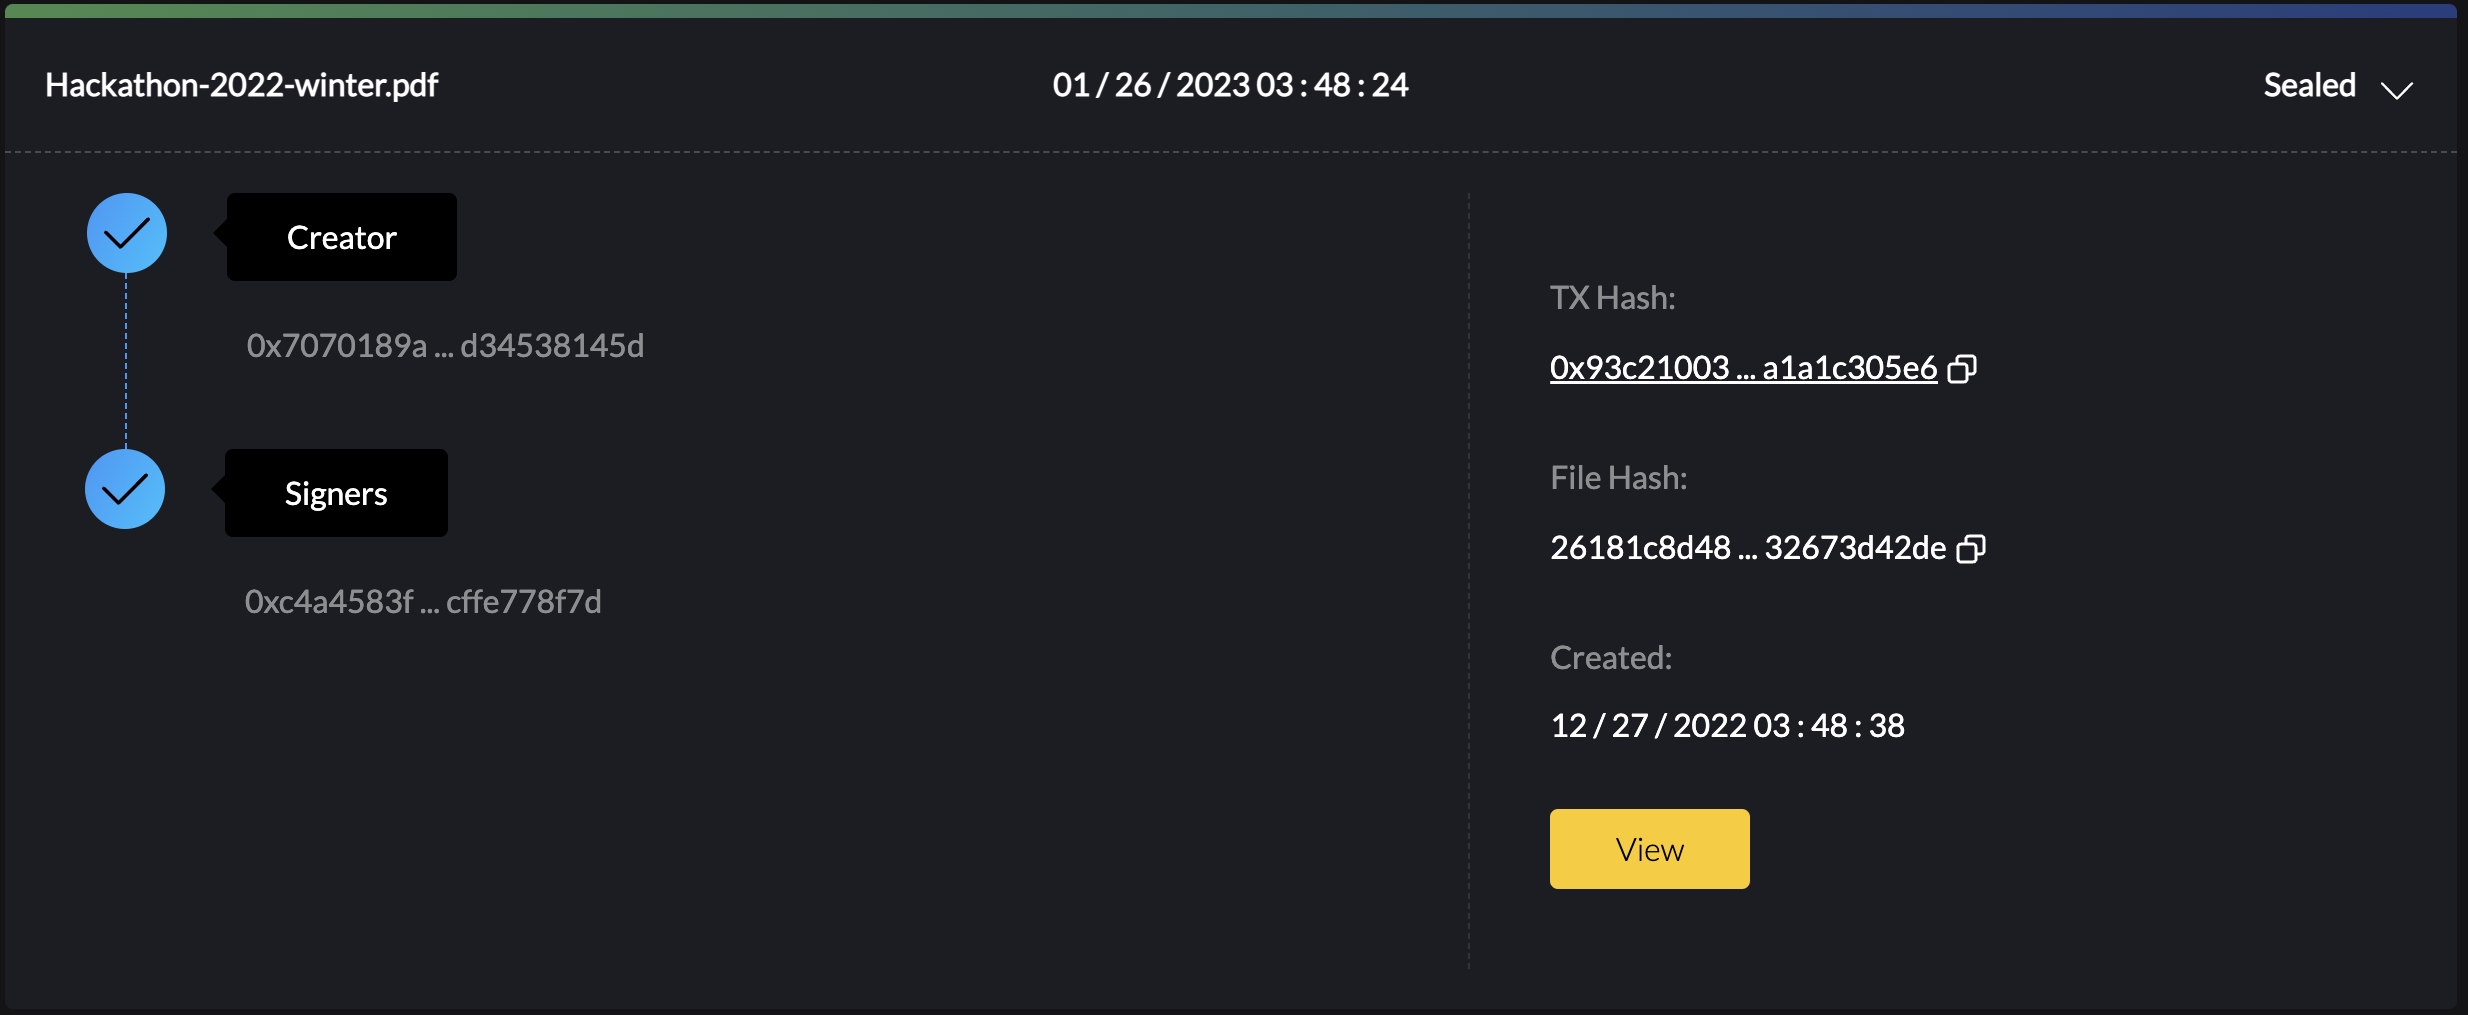 Hackathon-2022-winter.pdf
01 / 26 / 2023 03 : 48 : 24
Sealed
Creator
0x7070189a ... d34538145d
Signers
0xc4a4583f ... cffe778f7d
TX Hash:
0x93c21003 ... a1a1c305e6
File Hash:
26181c8d48 ... 32673d42de
Created:
12 / 27 / 2022 03 : 48 : 38
View